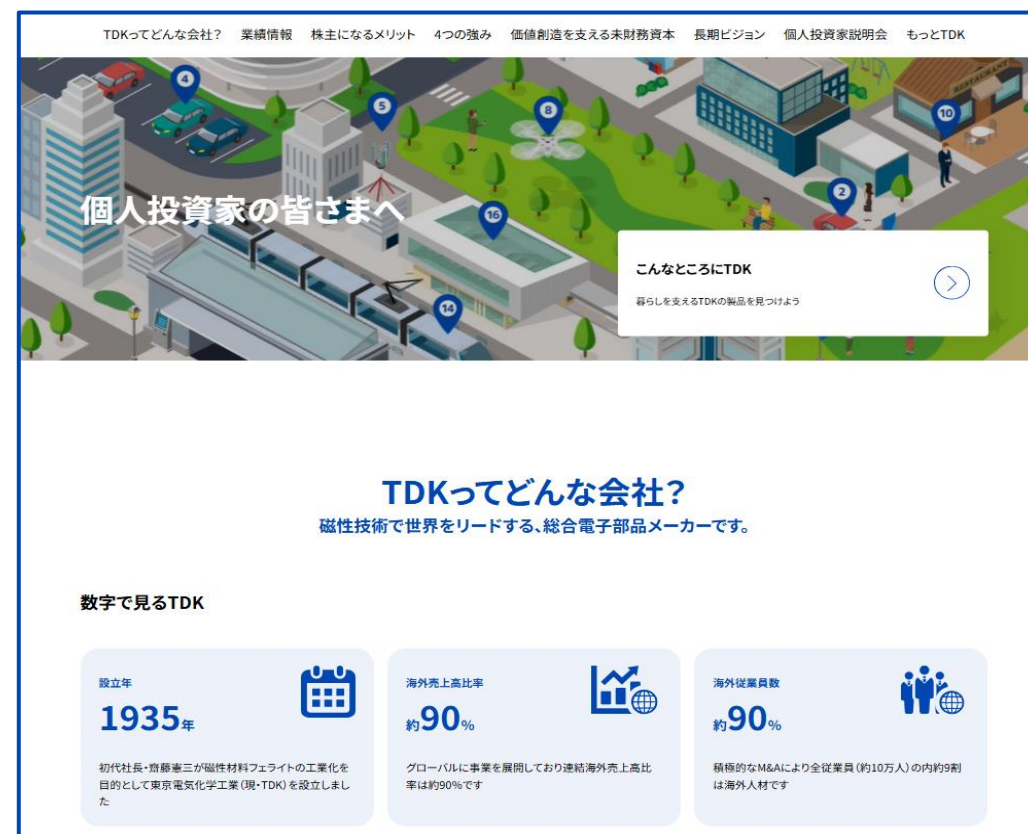 TDKってどんな会社? 業績情報 株主になるメリット 4つの強み 価値創造を支える未財務資本 長期ビジョン 個人投資家説明会 もっとTDK
4
5
8
10
RESTAURANT
2
個人投資家の皆さまへ
16
こんなところにTDK
暮らしを支えるTDKの製品を見つけよう
14
TDKってどんな会社?
磁性技術で世界をリードする、総合電子部品メーカーです。
数字で見るTDK
設立年
1935年
初代社長・齋藤憲三が磁性材料フェライトの工業化を
目的として東京電気化学工業(現・TDK)を設立しまし
た
海外売上高比率
約90%
グローバルに事業を展開しており連結海外売上高比
率は約90%です
海外従業員数
約90%
積極的なM&Aにより全従業員(約10万人)の内約9割
は海外人材です